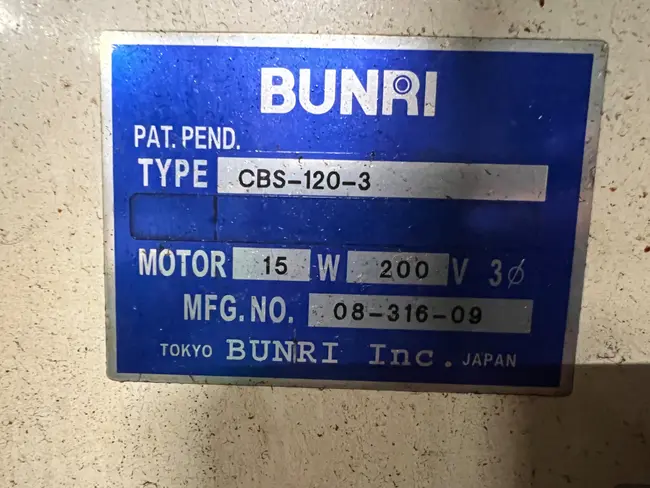 BUNRI
PAT. PEND.
TYPE CBS-120-3
MOTOR 15 W 200 V 3ø
MFG.NO. 08-316-09
TOKYO BUNRI Inc. JAPAN